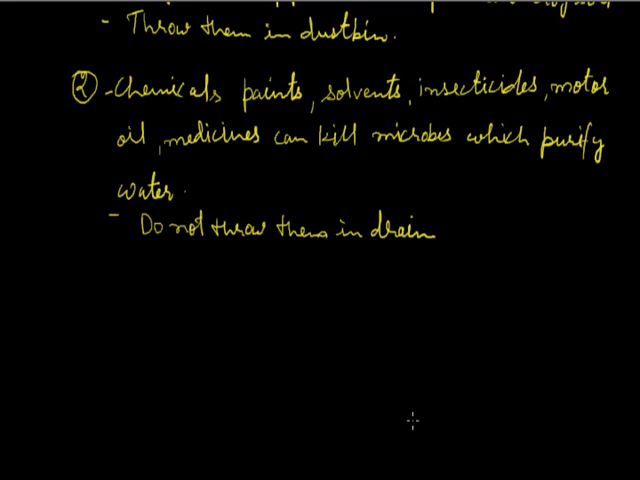 - Throw them in dustbin.
② - Chemicals paints, solvents, insecticides, motor
oil, medicines can kill microbes which purify
water.
- Do not throw them in drain